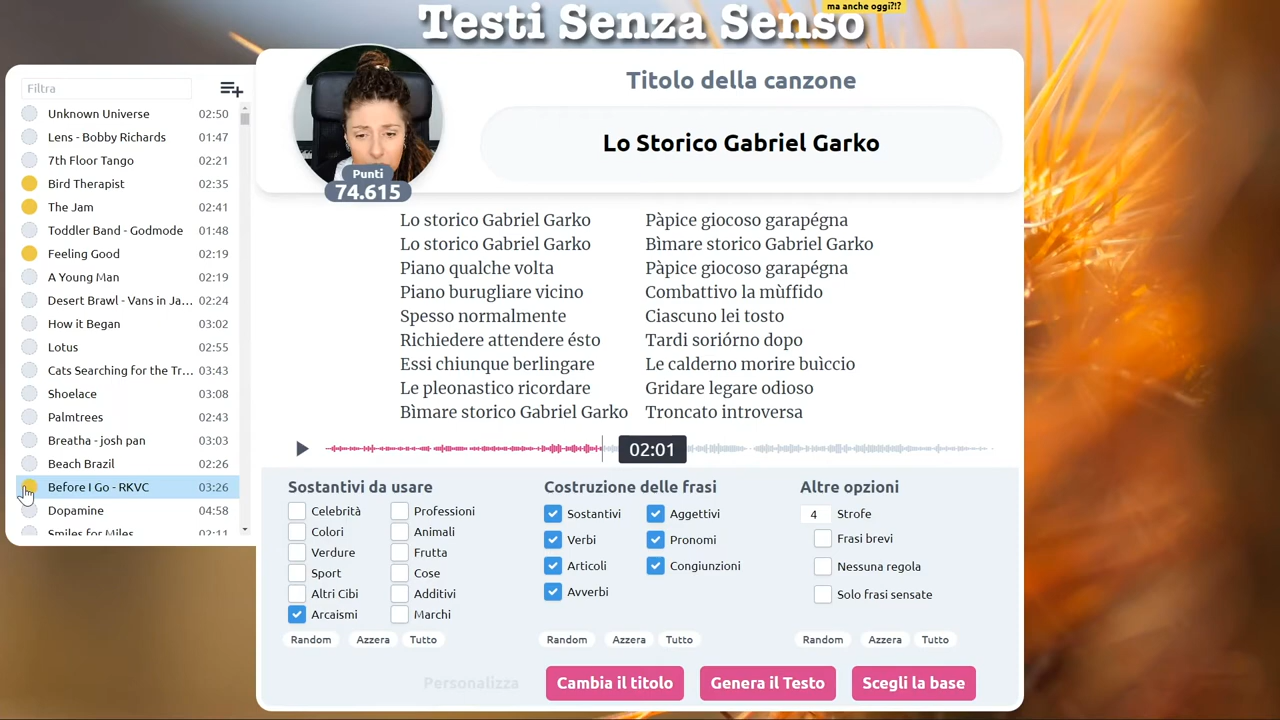 ma anche oggi?!?
Testi Senza Senso
Filtra
Unknown Universe 02:50
Lens - Bobby Richards 01:47
7th Floor Tango 02:21
Bird Therapist 02:35
The Jam 02:41
Toddler Band - Godmode 01:48
Feeling Good 02:19
A Young Man 02:19
Desert Brawl - Vans in Ja... 02:24
How it Began 03:02
Lotus 02:55
Cats Searching for the Tr... 03:43
Shoelace 03:08
Palmtrees 02:43
Breatha - josh pan 03:03
Beach Brazil 02:26
Before I Go - RKVC 03:26
Dopamine 04:58
Smiles for Miles 02:11
Titolo della canzone
Lo Storico Gabriel Garko
Punti
74.615
Lo storico Gabriel Garko
Lo storico Gabriel Garko
Piano qualche volta
Piano burugliare vicino
Spesso normalmente
Richiedere attendere ésto
Essi chiunque berlingare
Le pleonastico ricordare
Bìmare storico Gabriel Garko
Pàpice giocoso garapégna
Bìmare storico Gabriel Garko
Pàpice giocoso garapégna
Combattivo la mùffido
Ciascuno lei tosto
Tardi soriórno dopo
Le calderno morire buìccio
Gridare legare odioso
Troncato introversa
02:01
Sostantivi da usare
Celebrità
Colori
Verdure
Sport
Altri Cibi
Arcaismi
Professioni
Animali
Frutta
Cose
Additivi
Marchi
Random Azzera Tutto
Costruzione delle frasi
Sostantivi
Verbi
Articoli
Avverbi
Aggettivi
Pronomi
Congiunzioni
Random Azzera Tutto
Altre opzioni
4 Strofe
Frasi brevi
Nessuna regola
Solo frasi sensate
Random Azzera Tutto
Personalizza
Cambia il titolo
Genera il Testo
Scegli la base